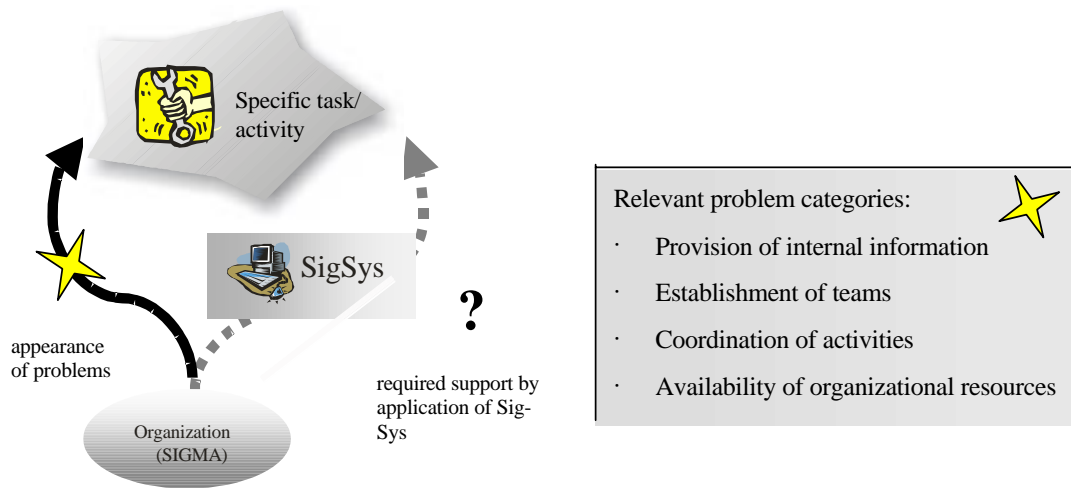 Specific task/
activity
SigSys
?
appearance
of problems
required support by
application of Sig-
Sys
Organization
(SIGMA)
Relevant problem categories:
· Provision of internal information
· Establishment of teams
· Coordination of activities
· Availability of organizational resources